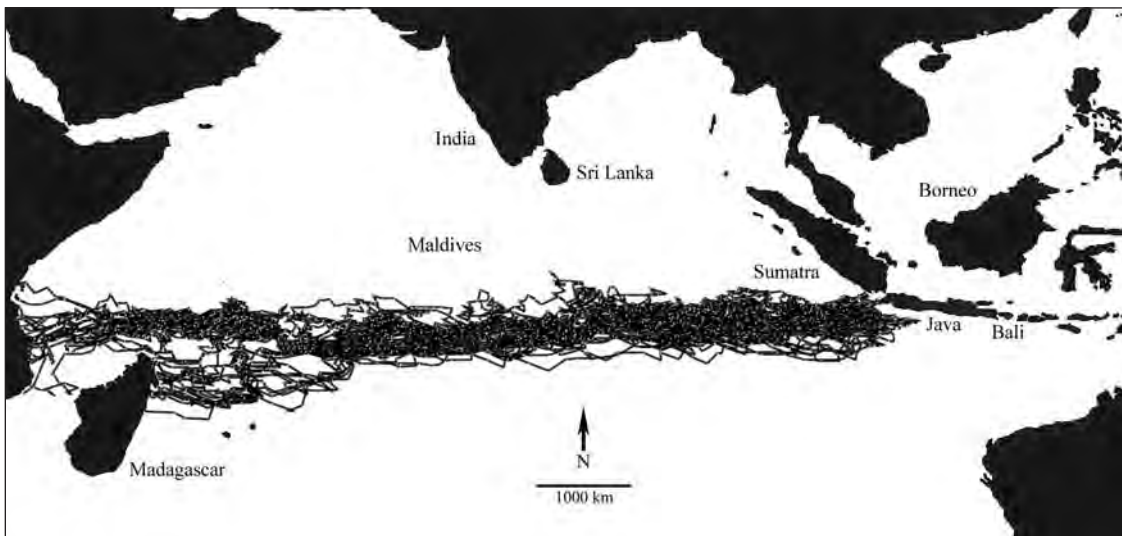 India
Sri Lanka
Borneo
Maldives
Sumatra
Java
Bali
N
Madagascar
1000 km